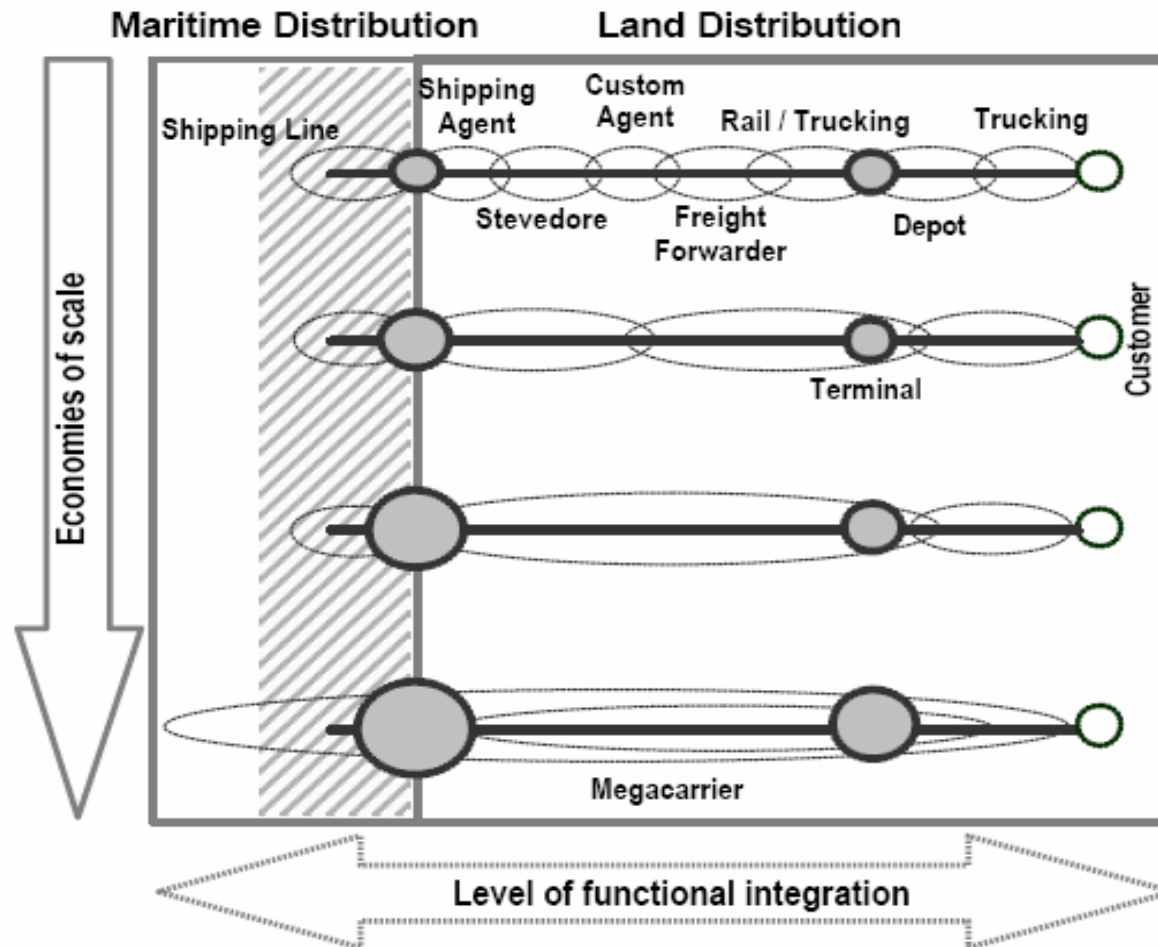 Maritime Distribution
Land Distribution
Shipping
Agent
Custom
Agent
Shipping Line
Rail / Trucking
Trucking
Stevedore
Freight
Forwarder
Depot
Economies of scale
Customer
Terminal
Megacarrier
Level of functional integration